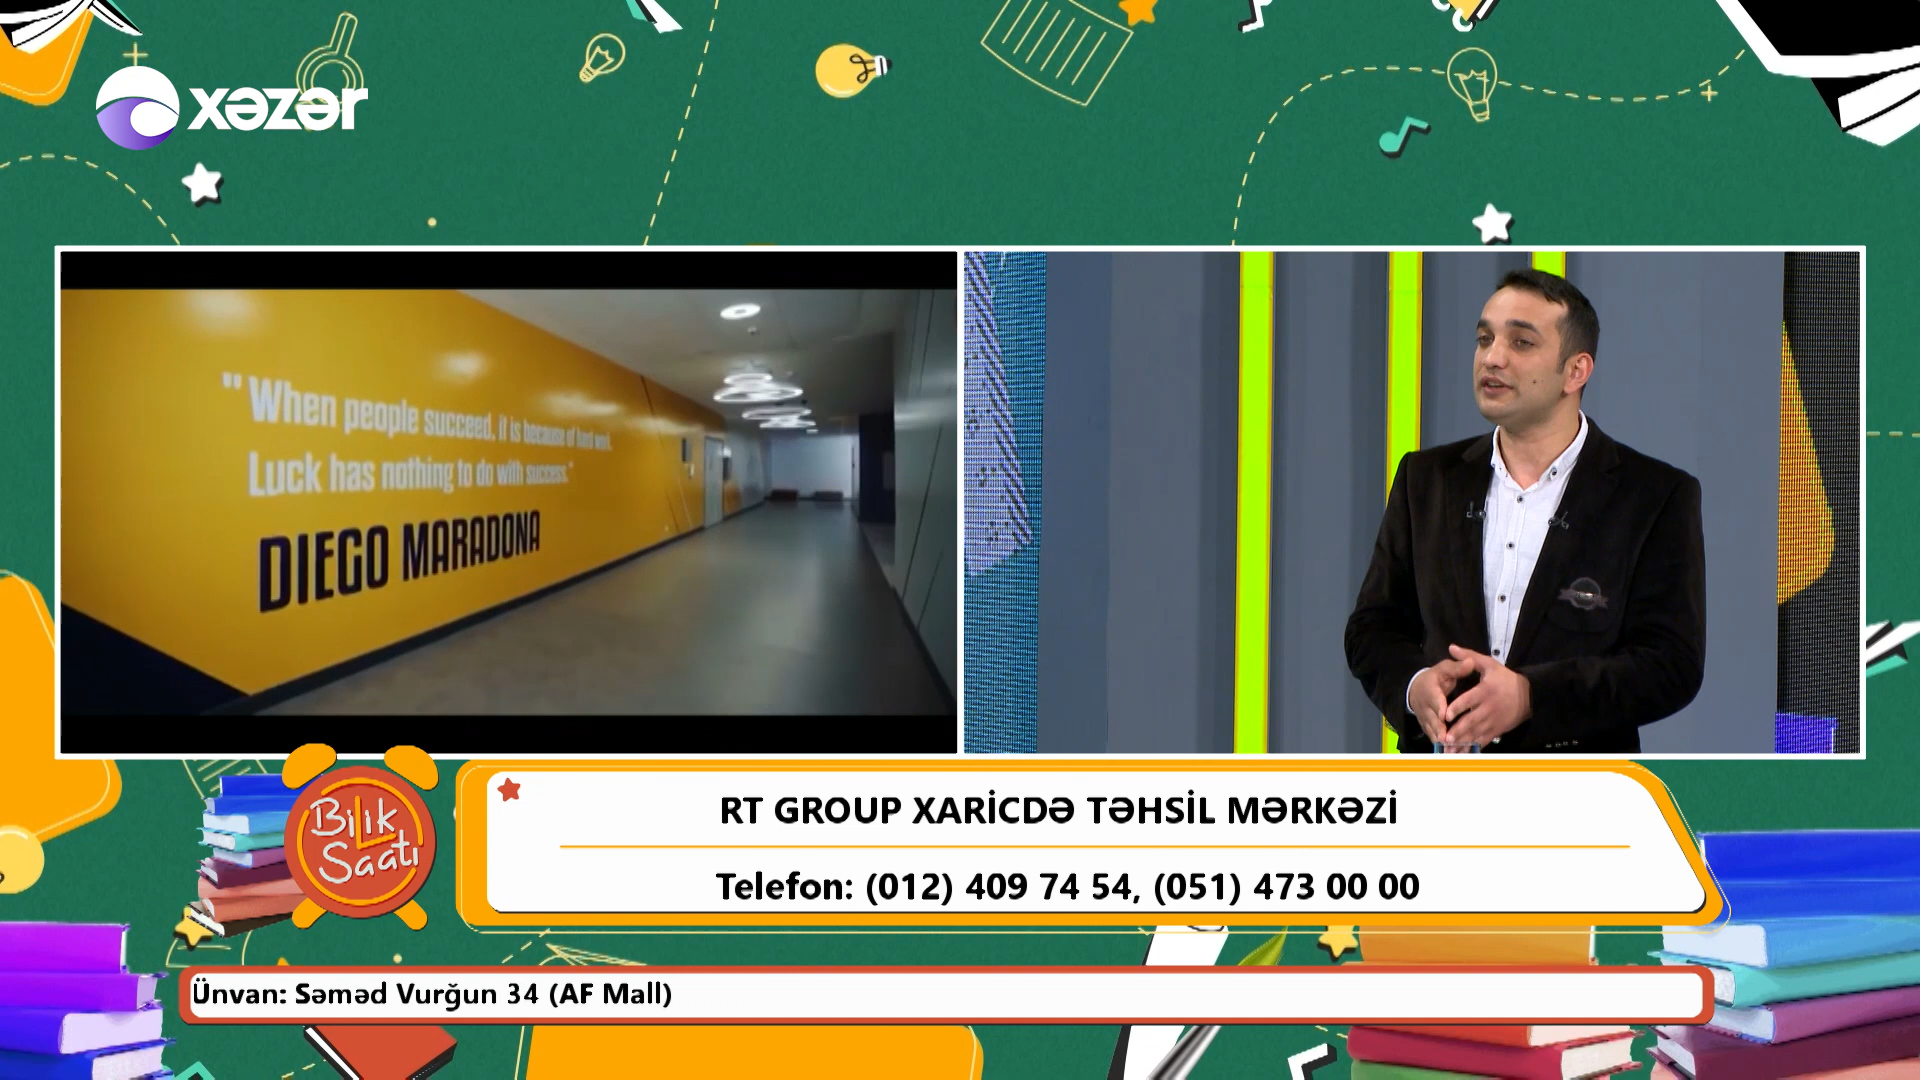 xəzər
"When people succeed, it is because of hard work.
Luck has nothing to do with success."
DIEGO MARADONA
Bilik
Saatı
RT GROUP XARİCDƏ TƏHSİL MƏRKƏZİ
Telefon: (012) 409 74 54, (051) 473 00 00
Ünvan: Səməd Vurğun 34 (AF Mall)